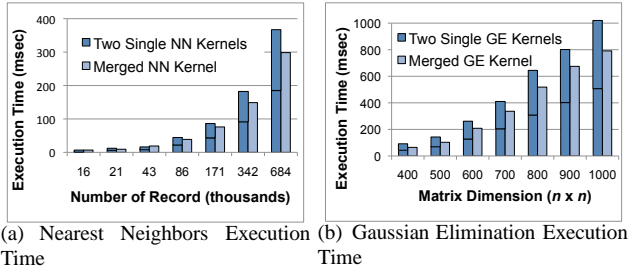 400
300
200
100
0
Execution Time (msec)
Two Single NN Kernels
Merged NN Kernel
16 21 43 86 171 342 684
Number of Record (thousands)
1000
800
600
400
200
0
Execution Time (msec)
Two Single GE Kernels
Merged GE Kernel
400 500 600 700 800 900 1000
Matrix Dimension (n x n)
(a) Nearest Neighbors Execution
Time
(b) Gaussian Elimination Execution
Time